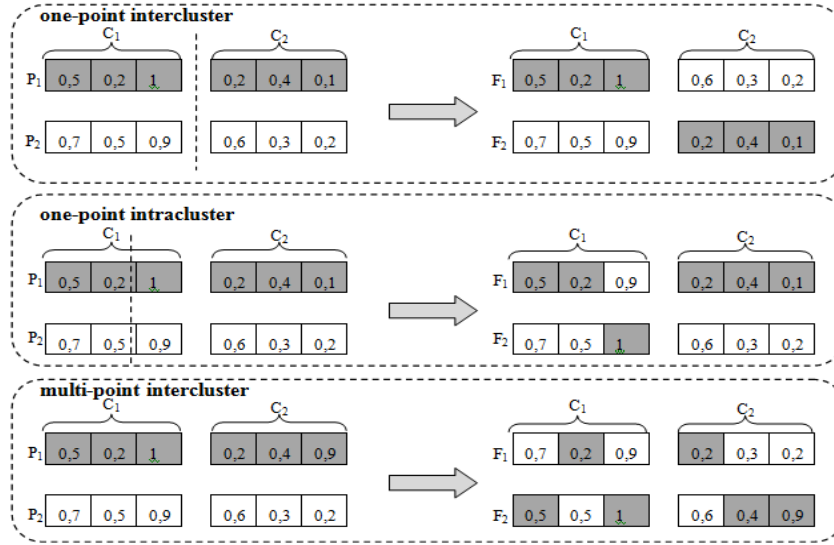 one-point intercluster
C₁ C₂ C₁ C₂
P₁ 0,5 0,2 1 0,2 0,4 0,1 F₁ 0,5 0,2 1 0,6 0,3 0,2
P₂ 0,7 0,5 0,9 0,6 0,3 0,2 F₂ 0,7 0,5 0,9 0,2 0,4 0,1
one-point intracluster
C₁ C₂ C₁ C₂
P₁ 0,5 0,2 1 0,2 0,4 0,1 F₁ 0,5 0,2 0,9 0,2 0,4 0,1
P₂ 0,7 0,5 0,9 0,6 0,3 0,2 F₂ 0,7 0,5 1 0,6 0,3 0,2
multi-point intercluster
C₁ C₂ C₁ C₂
P₁ 0,5 0,2 1 0,2 0,4 0,9 F₁ 0,7 0,2 0,9 0,2 0,3 0,2
P₂ 0,7 0,5 0,9 0,6 0,3 0,2 F₂ 0,5 0,5 1 0,6 0,4 0,9